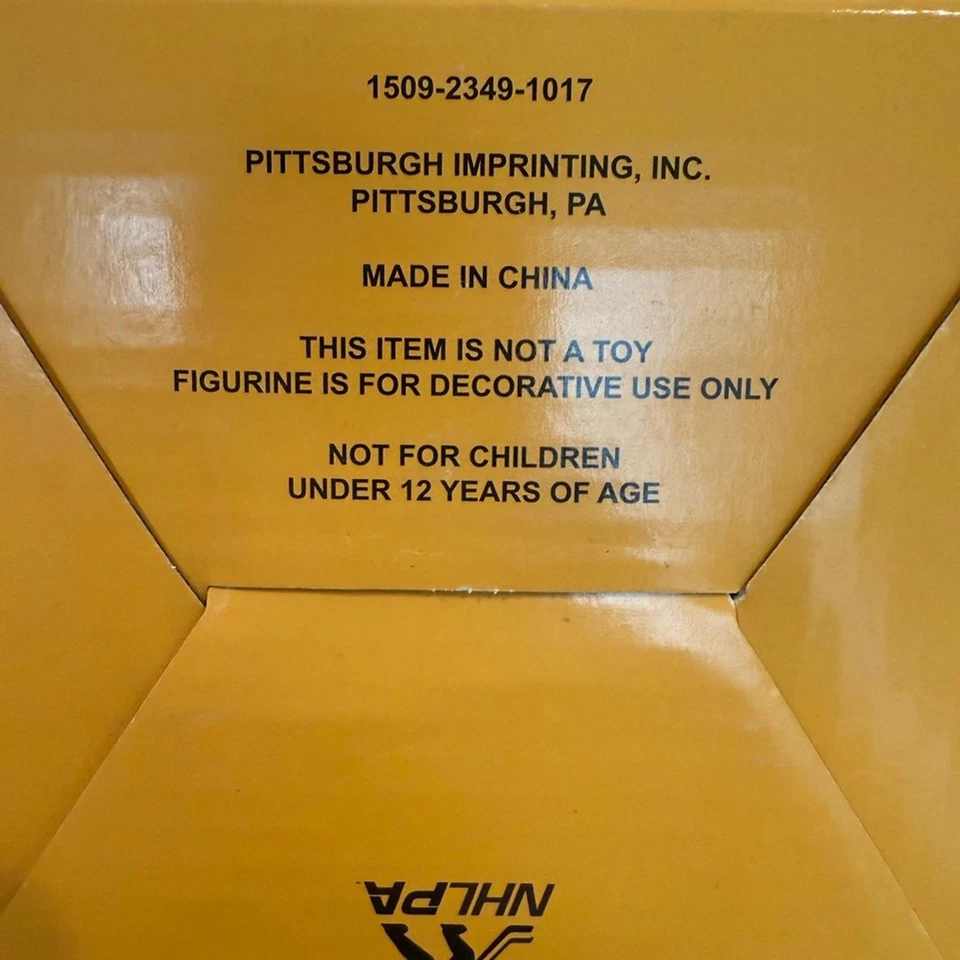 1509-2349-1017
PITTSBURGH IMPRINTING, INC.
PITTSBURGH, PA
MADE IN CHINA
THIS ITEM IS NOT A TOY
FIGURINE IS FOR DECORATIVE USE ONLY
NOT FOR CHILDREN
UNDER 12 YEARS OF AGE
NHLPA